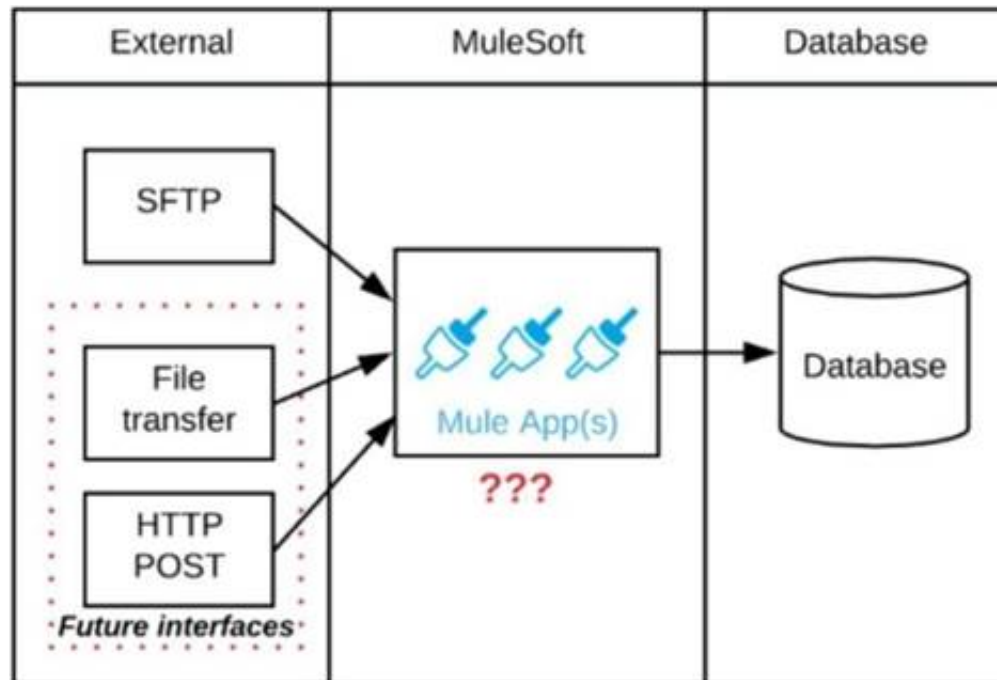 External
MuleSoft
Database
SFTP
File
transfer
HTTP
POST
Future interfaces
Mule App(s)
???
Database